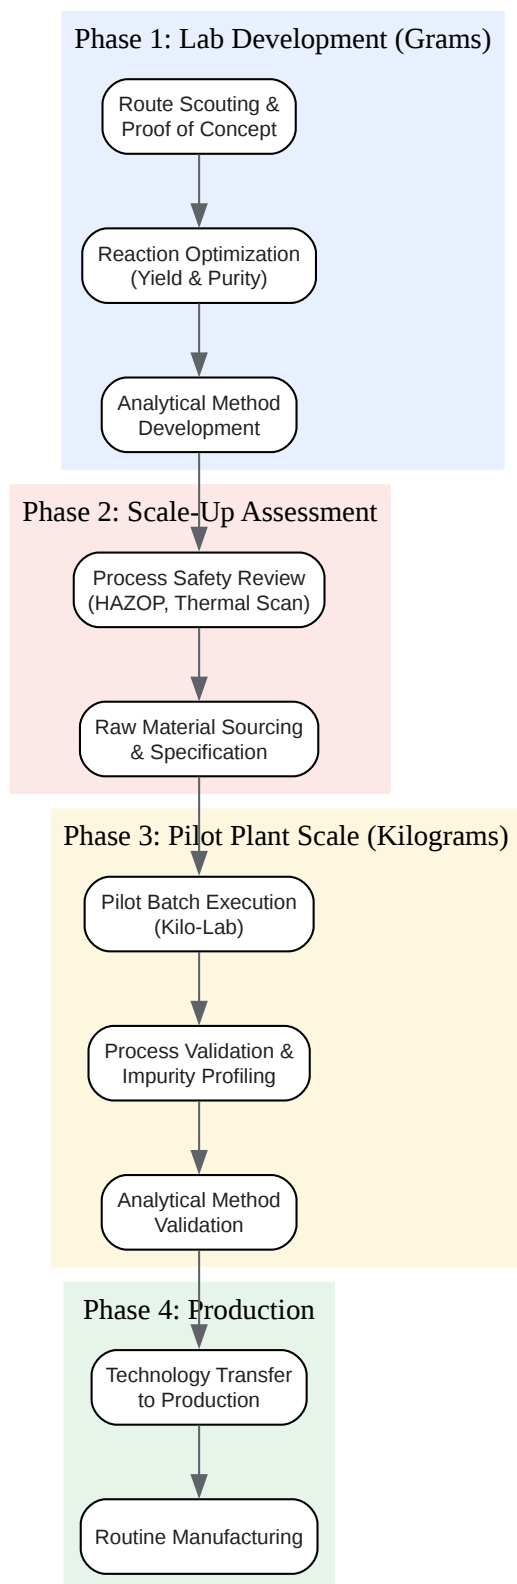 Phase 1: Lab Development (Grams)
Route Scouting &
Proof of Concept
Reaction Optimization
(Yield & Purity)
Analytical Method
Development
Phase 2: Scale-Up Assessment
Process Safety Review
(HAZOP, Thermal Scan)
Raw Material Sourcing
& Specification
Phase 3: Pilot Plant Scale (Kilograms)
Pilot Batch Execution
(Kilo-Lab)
Process Validation &
Impurity Profiling
Analytical Method
Validation
Phase 4: Production
Technology Transfer
to Production
Routine Manufacturing